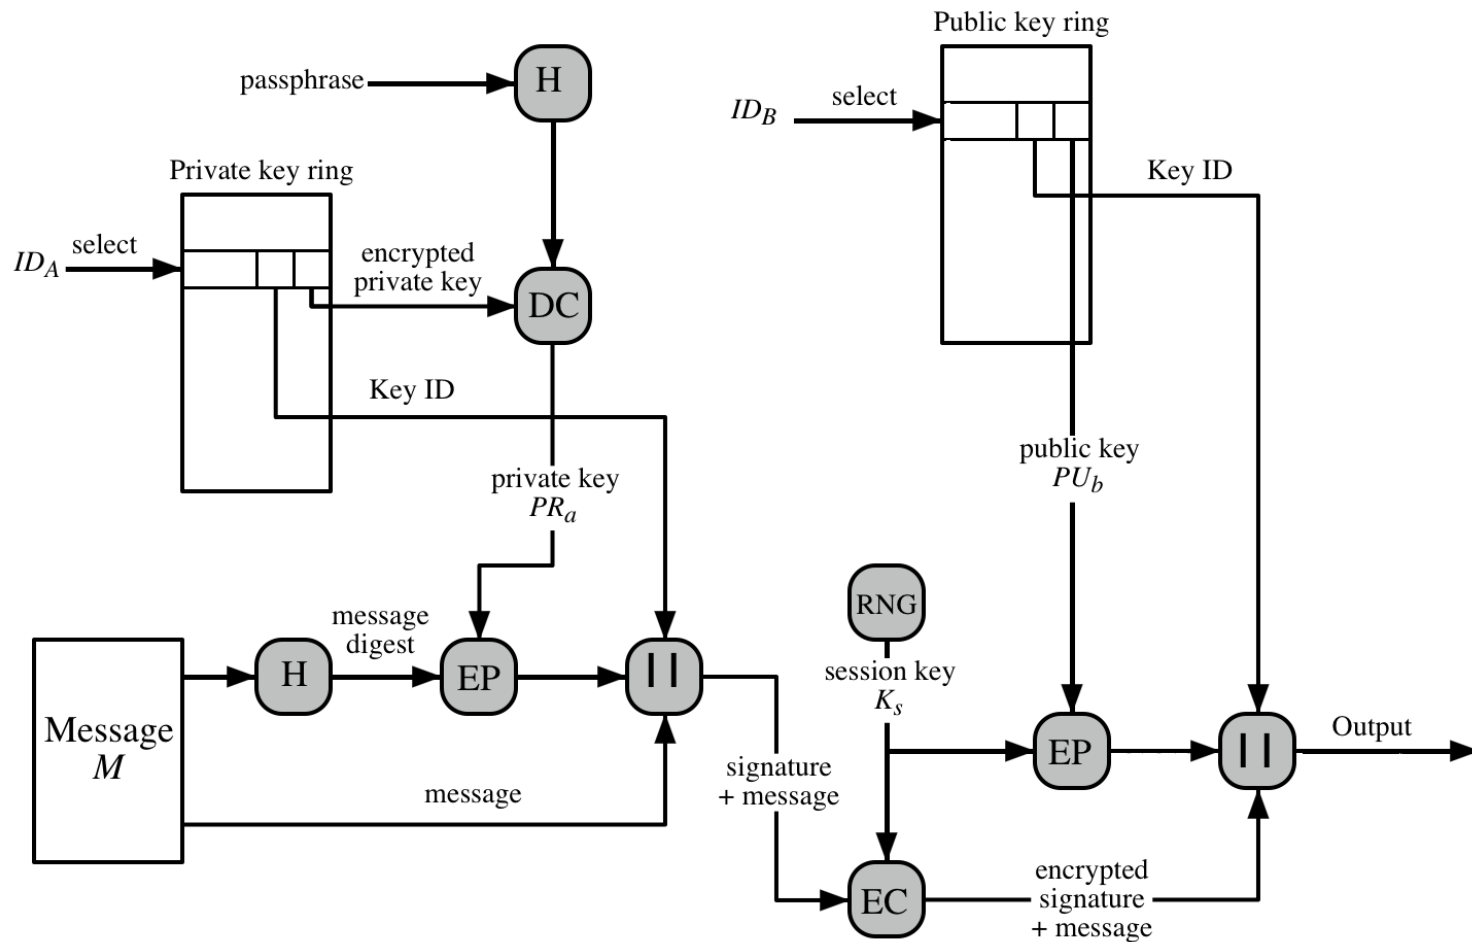 Public key ring
passphrase
H
ID_B
select
Private key ring
Key ID
ID_A
select
encrypted
private key
DC
Key ID
private key
PR_a
public key
PU_b
RNG
message
digest
session key
K_s
Message
M
H
EP
||
EP
||
Output
message
signature
+ message
EC
encrypted
signature
+ message